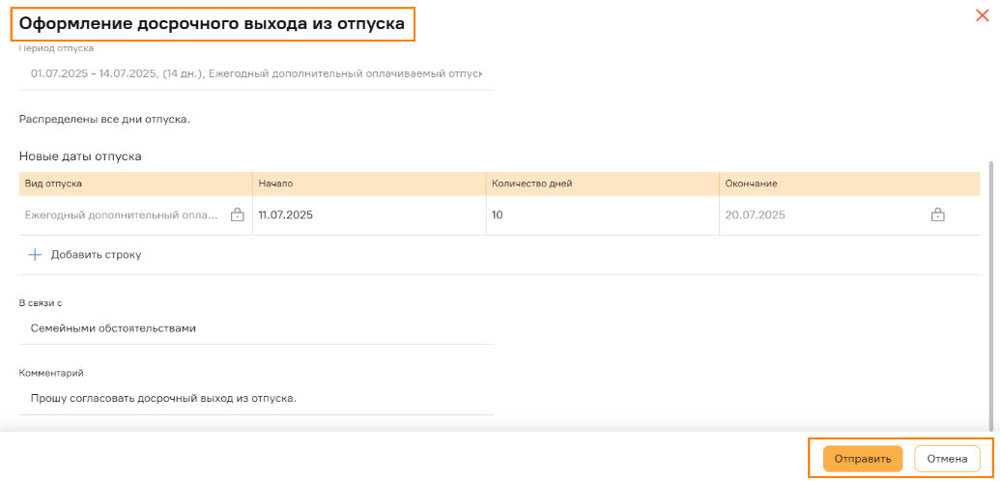 Оформление досрочного выхода из отпуска
Период отпуска
01.07.2025 - 14.07.2025, (14 дн.), Ежегодный дополнительный оплачиваемый отпуск
Распределены все дни отпуска.
Новые даты отпуска
Вид отпуска Начало Количество дней Окончание
Ежегодный дополнительный опла... 11.07.2025 10 20.07.2025
Добавить строку
В связи с
Семейными обстоятельствами
Комментарий
Прошу согласовать досрочный выход из отпуска.
Отправить Отмена